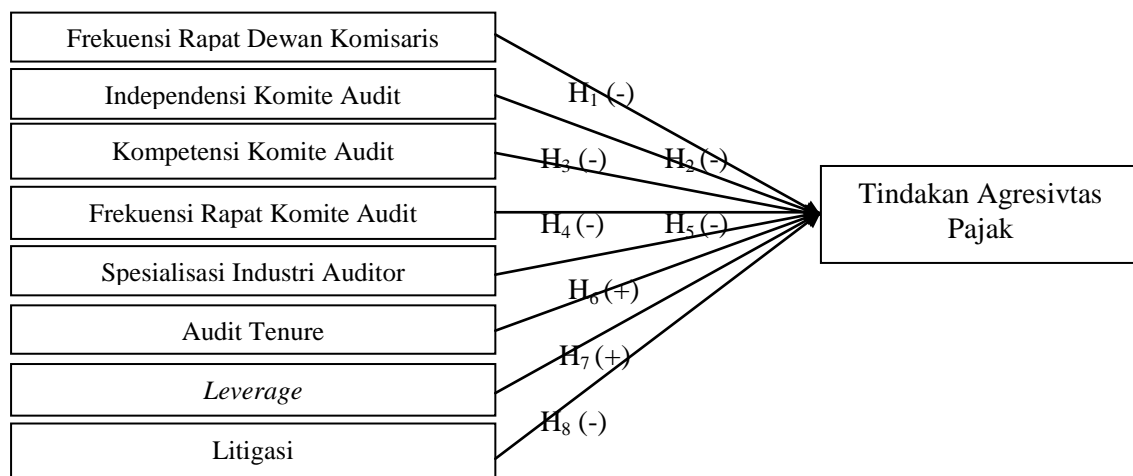 Frekuensi Rapat Dewan Komisaris
Independensi Komite Audit
Kompetensi Komite Audit
Frekuensi Rapat Komite Audit
Spesialisasi Industri Auditor
Audit Tenure
Leverage
Litigasi
H₁ (-)
H₃ (-)
H₂ (-)
H₄ (-)
H₅ (-)
H₆ (+)
H₇ (+)
H₈ (-)
Tindakan Agresivtas
Pajak